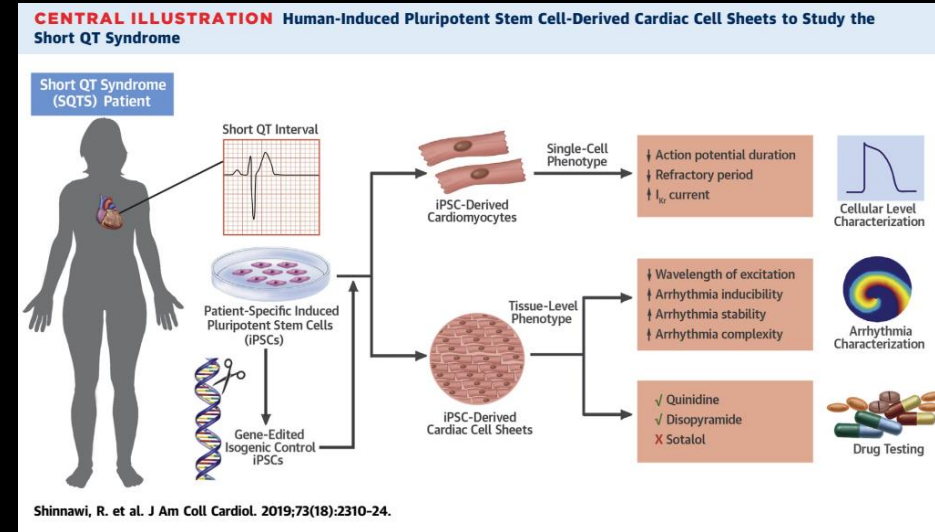 CENTRAL ILLUSTRATION Human-Induced Pluripotent Stem Cell-Derived Cardiac Cell Sheets to Study the
Short QT Syndrome
Short QT Syndrome
(SQTS) Patient
Short QT Interval
Patient-Specific Induced
Pluripotent Stem Cells
(iPSCs)
Gene-Edited
Isogenic Control
iPSCs
iPSC-Derived
Cardiomyocytes
Single-Cell
Phenotype
↓ Action potential duration
↓ Refractory period
↑ IKr current
Cellular Level
Characterization
iPSC-Derived
Cardiac Cell Sheets
Tissue-Level
Phenotype
↓ Wavelength of excitation
↑ Arrhythmia inducibility
↑ Arrhythmia stability
↑ Arrhythmia complexity
Arrhythmia
Characterization
√ Quinidine
√ Disopyramide
X Sotalol
Drug Testing
Shinnawi, R. et al. J Am Coll Cardiol. 2019;73(18):2310-24.